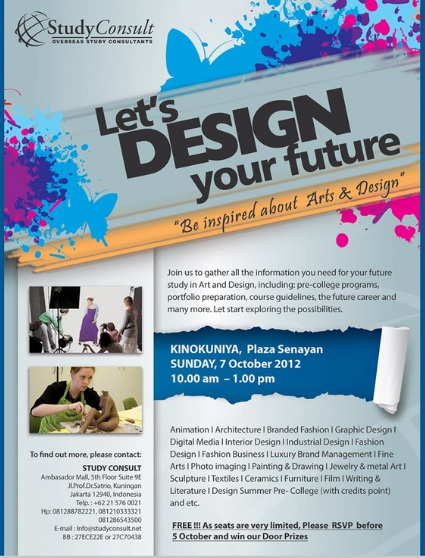 StudyConsult
OVERSEAS STUDY CONSULTANTS
Let's
DESIGN
your future
"Be inspired about Arts & Design"
Join us to gather all the information you need for your future
study in Art and Design, including: pre-college programs,
portfolio preparation, course guidelines, the future career and
many more. Let start exploring the possibilities.
KINOKUNIYA, Plaza Senayan
SUNDAY, 7 October 2012
10.00 am – 1.00 pm
Animation I Architecture I Branded Fashion I Graphic Design I
Digital Media I Interior Design I Industrial Design I Fashion
Design I Fashion Business I Luxury Brand Management I Fine
Arts I Photo imaging I Painting & Drawing I Jewelry & metal Art I
Sculpture I Textiles I Ceramics I Furniture I Film I Writing &
Literature I Design Summer Pre- College (with credits points)
and etc.
FREE !!! As seats are very limited, Please RSVP before
5 October and win our Door Prizes
To find out more, please contact:
STUDY CONSULT
Ambasador Mall, 5th Floor Suite 9E
Jl.Prof.Dr.Satrio, Kuningan
Jakarta 12940, Indonesia
Telp. : +62 21 576 0021
Hp: 081288782221, 081210333321
081286543500
E-mail : Info@studyconsult.net
BB : 27ECE22E or 27C70438